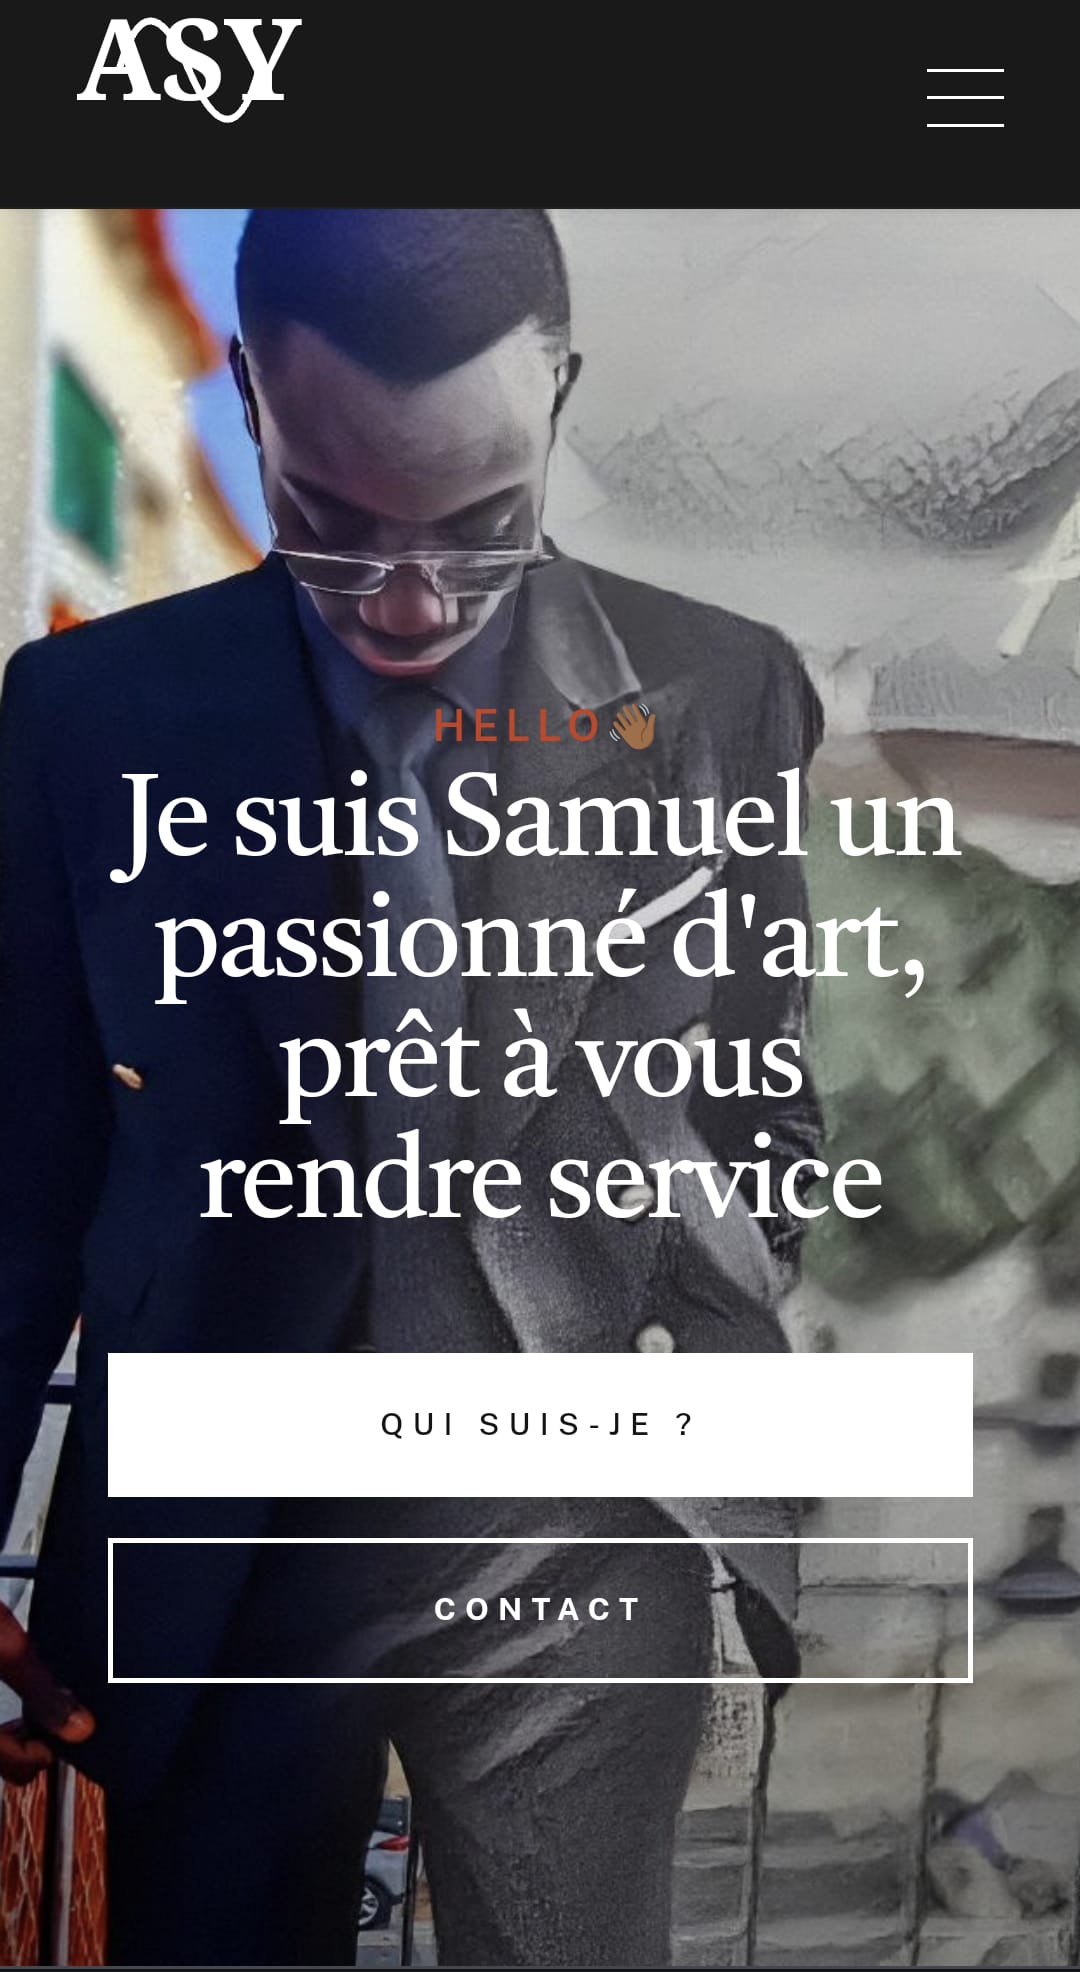 ASY
HELLO👋🏾
Je suis Samuel un
passionné d'art,
prêt à vous
rendre service
QUI SUIS-JE ?
CONTACT